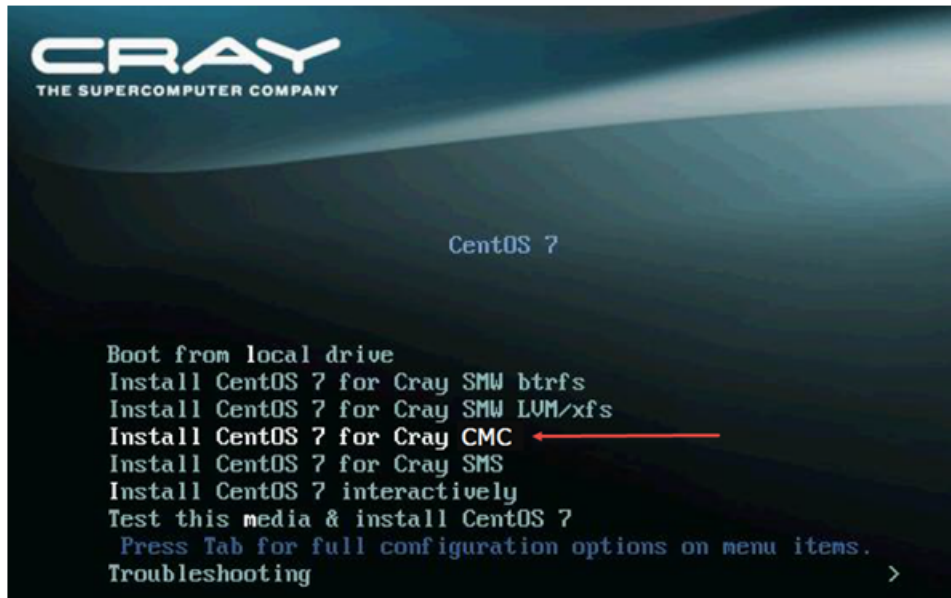 CRAY
THE SUPERCOMPUTER COMPANY
CentOS 7
Boot from local drive
Install CentOS 7 for Cray SMW btrfs
Install CentOS 7 for Cray SMW LVM/xfs
Install CentOS 7 for Cray CMC
Install CentOS 7 for Cray SMS
Install CentOS 7 interactively
Test this media & install CentOS 7
Press Tab for full configuration options on menu items.
Troubleshooting >